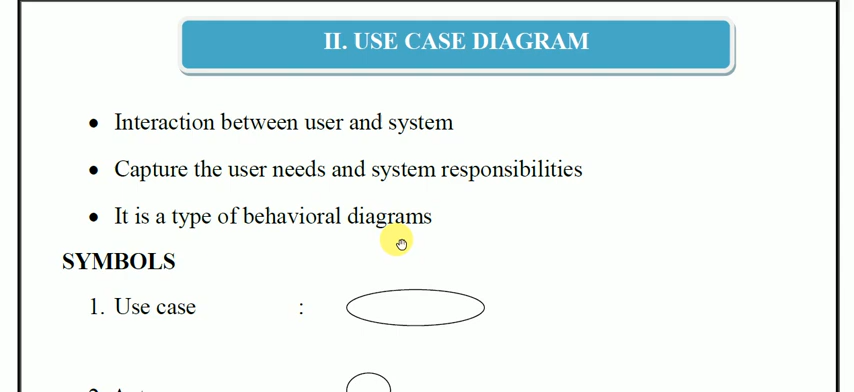 II. USE CASE DIAGRAM
• Interaction between user and system
• Capture the user needs and system responsibilities
• It is a type of behavioral diagrams
SYMBOLS
1. Use case :